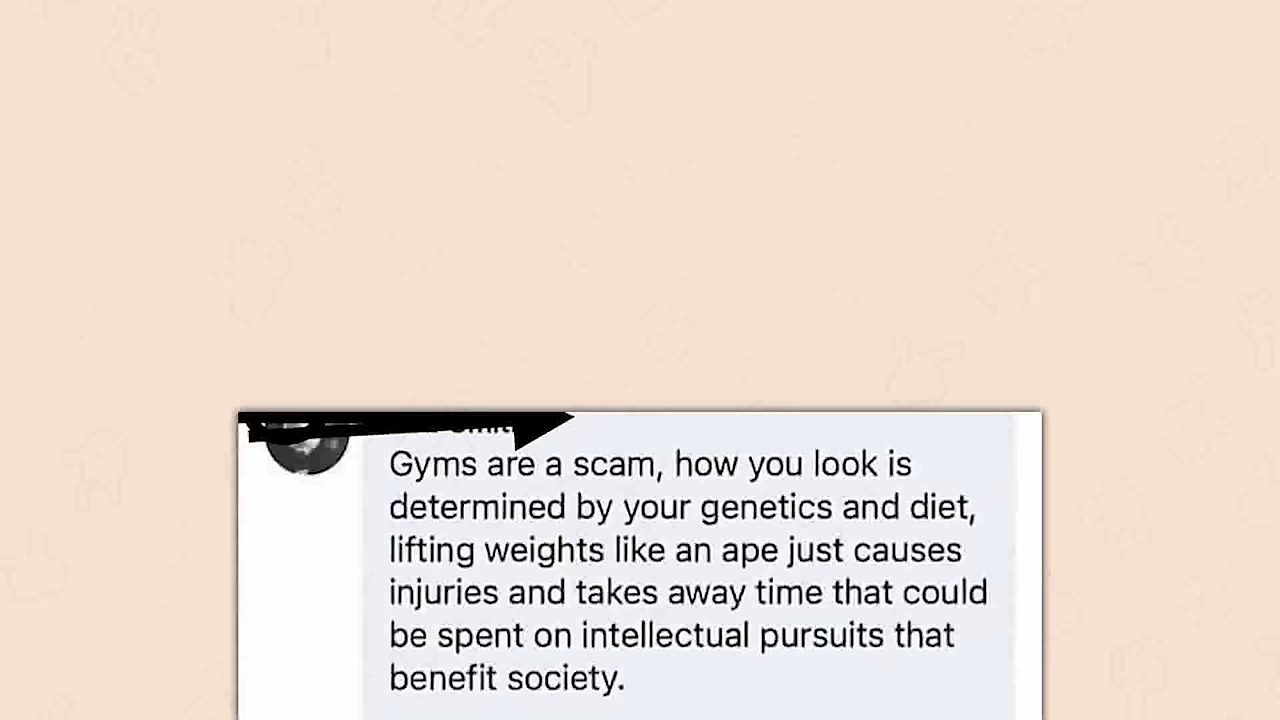 Gyms are a scam, how you look is
determined by your genetics and diet,
lifting weights like an ape just causes
injuries and takes away time that could
be spent on intellectual pursuits that
benefit society.